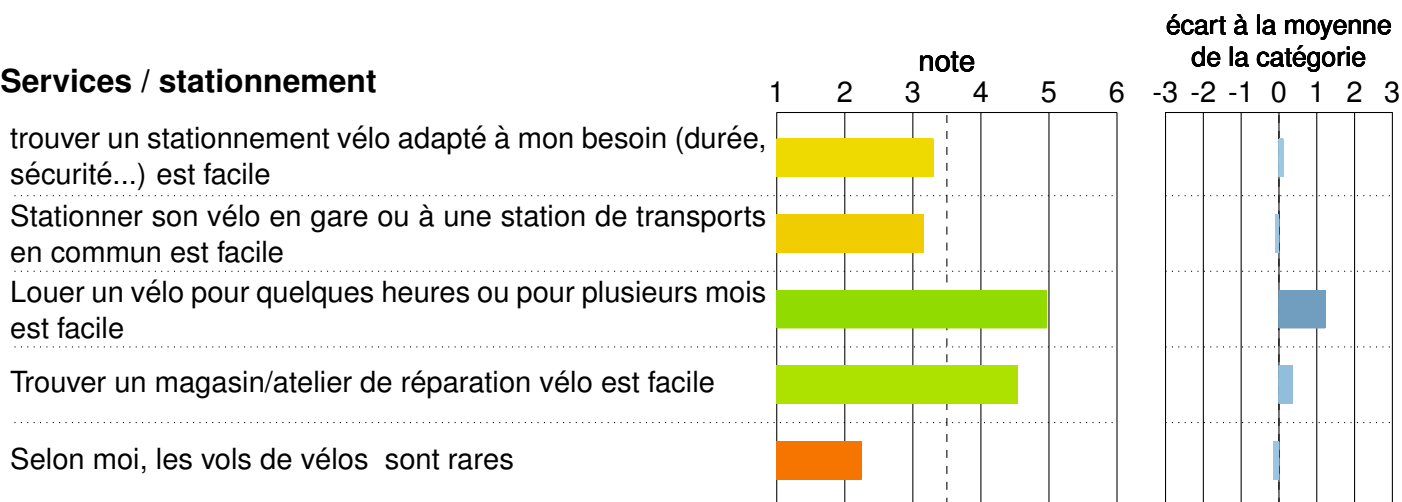 écart à la moyenne
note de la catégorie
Services / stationnement
1 2 3 4 5 6 -3 -2 -1 0 1 2 3
trouver un stationnement vélo adapté à mon besoin (durée,
sécurité...) est facile
Stationner son vélo en gare ou à une station de transports
en commun est facile
Louer un vélo pour quelques heures ou pour plusieurs mois
est facile
Trouver un magasin/atelier de réparation vélo est facile
Selon moi, les vols de vélos sont rares